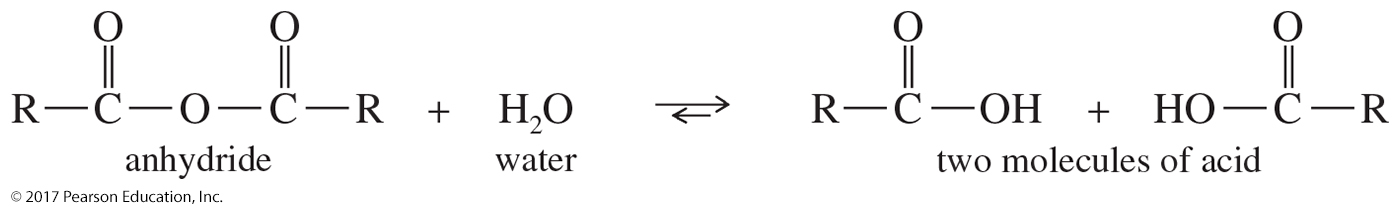 O O O O
R—C—O—C—R + H₂O ⇌ R—C—OH + HO—C—R
anhydride water two molecules of acid
© 2017 Pearson Education, Inc.